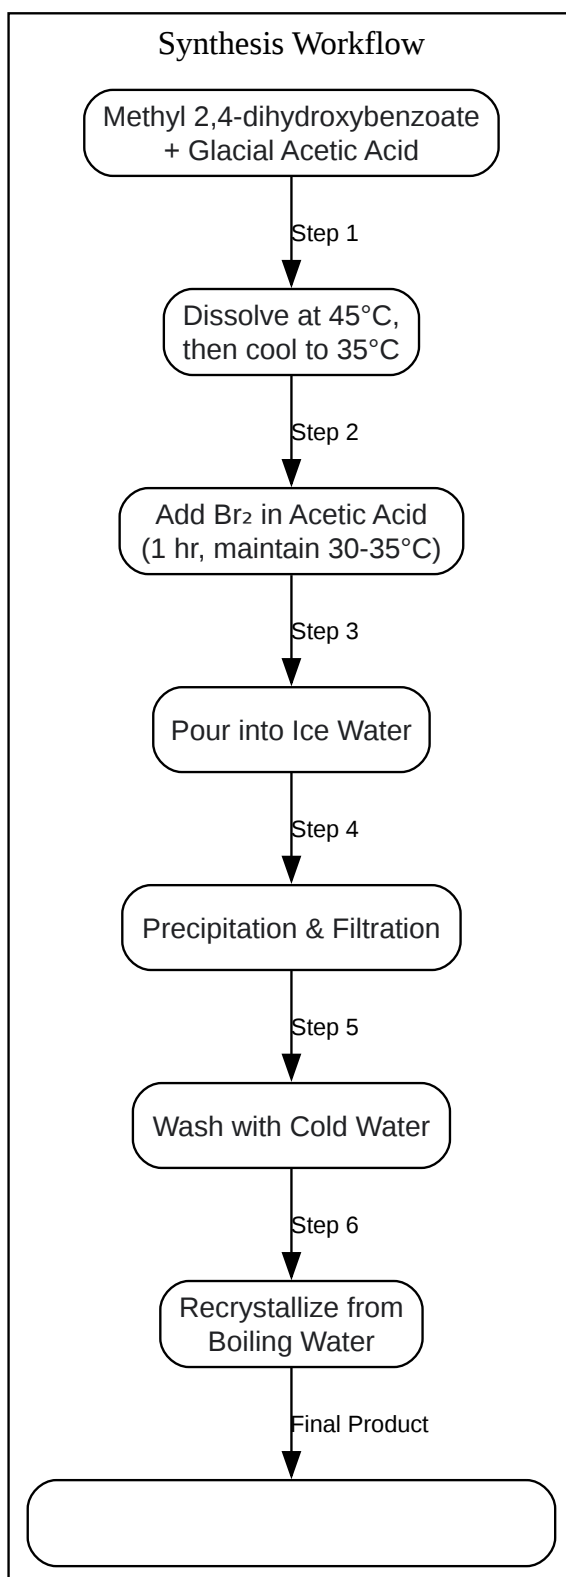 Synthesis Workflow
Methyl 2,4-dihydroxybenzoate
+ Glacial Acetic Acid
Step 1
Dissolve at 45°C,
then cool to 35°C
Step 2
Add Br₂ in Acetic Acid
(1 hr, maintain 30-35°C)
Step 3
Pour into Ice Water
Step 4
Precipitation & Filtration
Step 5
Wash with Cold Water
Step 6
Recrystallize from
Boiling Water
Final Product